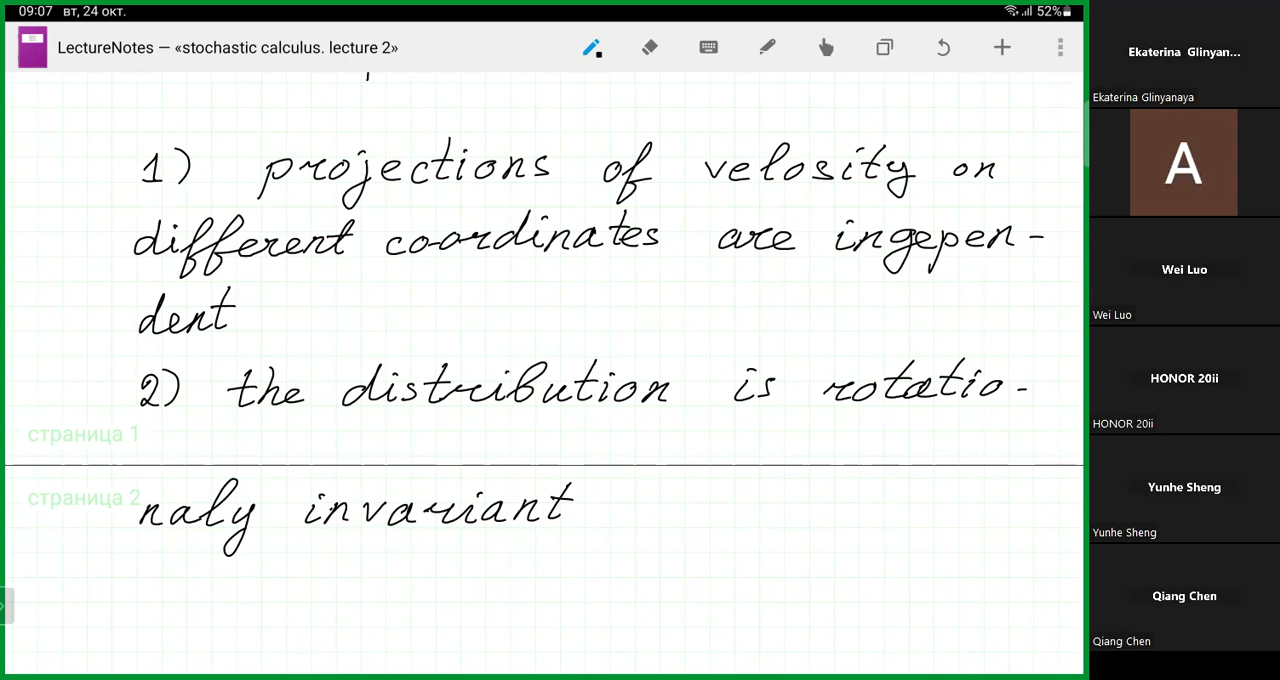 09:07 вт, 24 окт.
52%
LectureNotes — «stochastic calculus. lecture 2»
1) projections of velosity on
different coordinates are ingepen-
dent
2) the distribution is rotatio-
страница 1
страница 2
naly invariant
Ekaterina Glinyan...
Ekaterina Glinyanaya
A
Wei Luo
Wei Luo
HONOR 20ii
HONOR 20ii
Yunhe Sheng
Yunhe Sheng
Qiang Chen
Qiang Chen